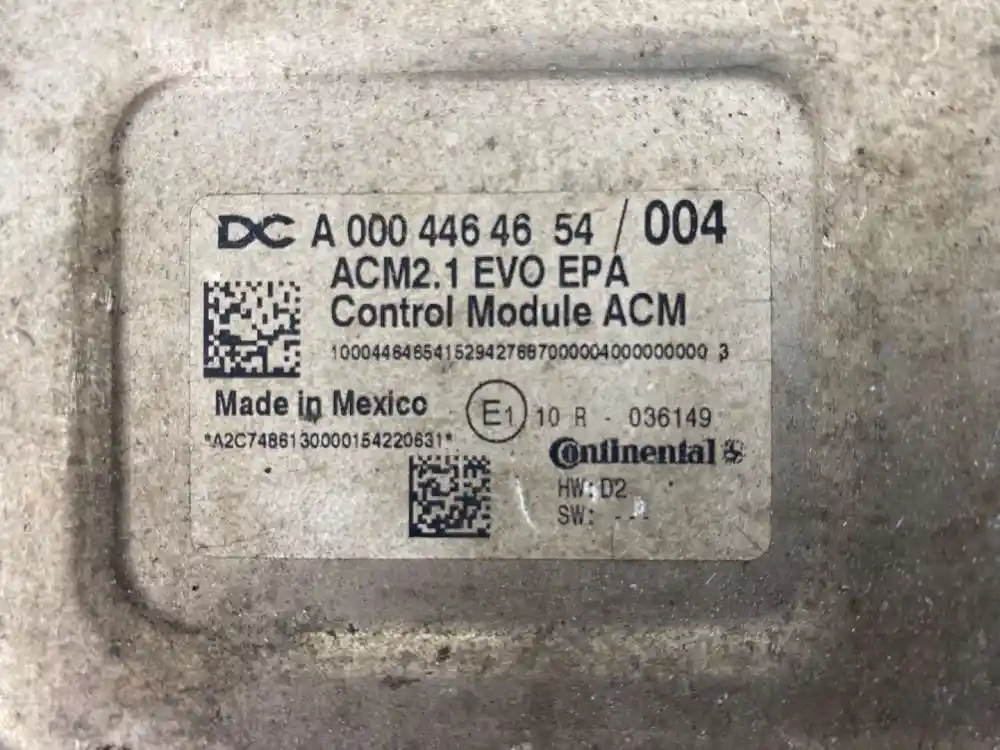 DC A 000 446 46 54 / 004
ACM2.1 EVO EPA
Control Module ACM
1000446465415294276870000040000000000 3
Made in Mexico
E1 10 R - 036149
*A2C7486130000154220631*
Continental
HW: D2
SW: ---